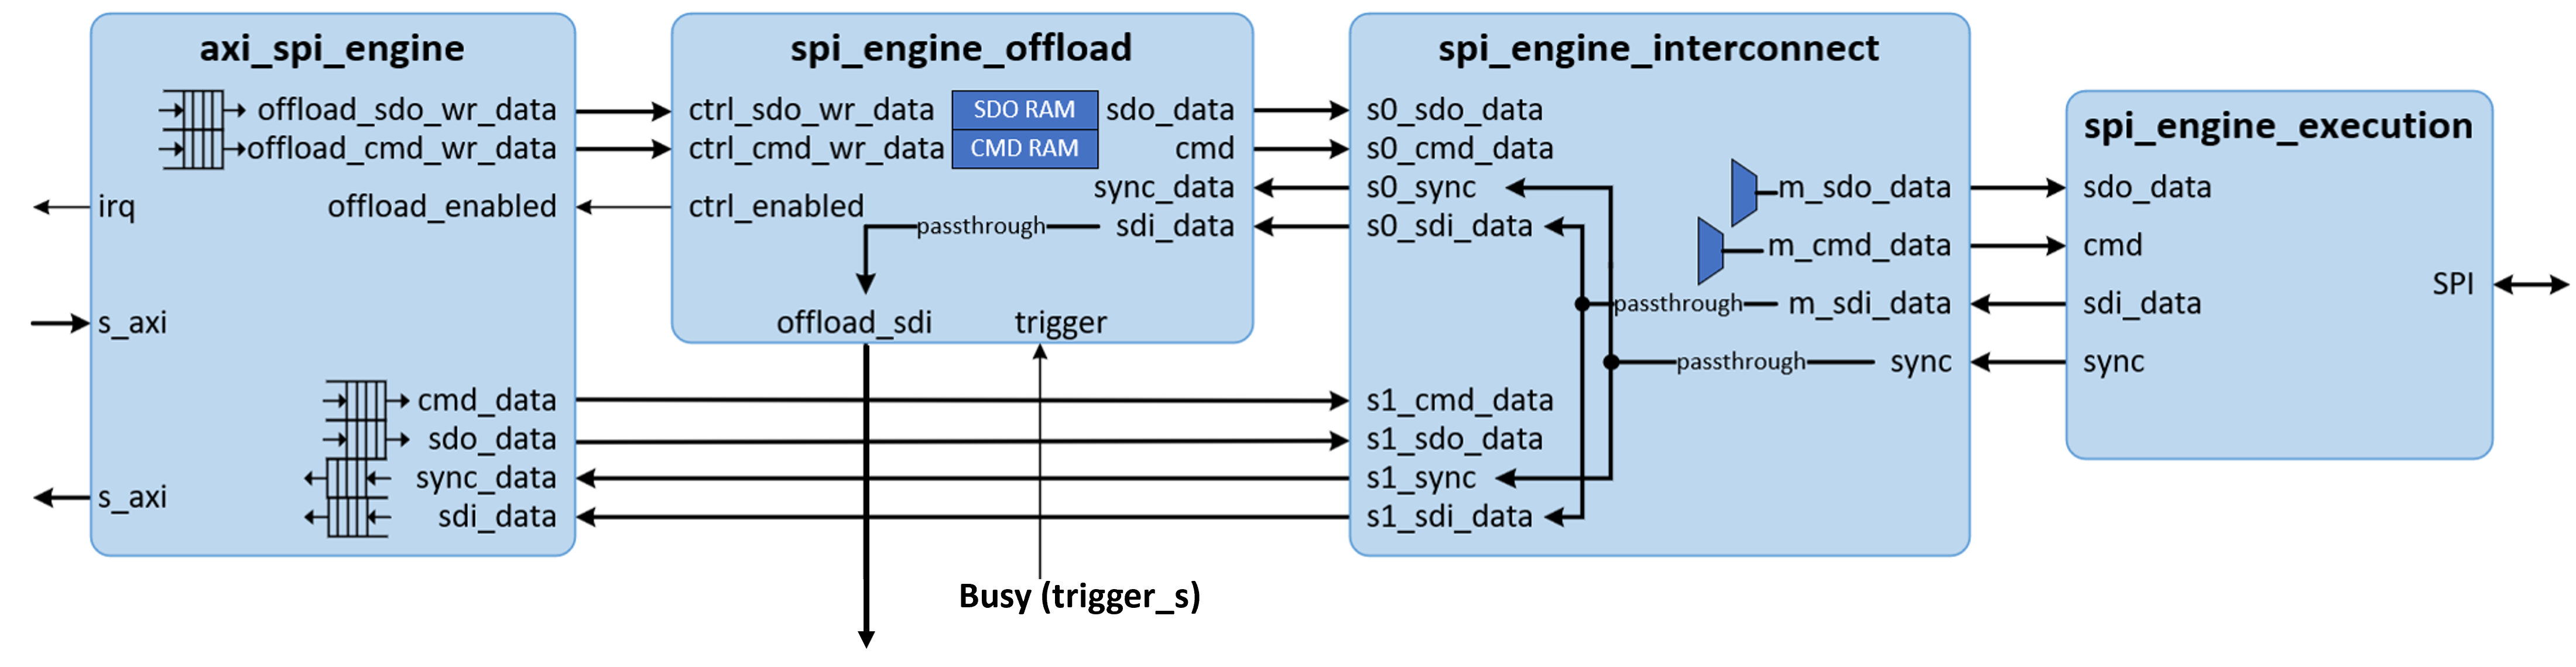 axi_spi_engine
offload_sdo_wr_data
offload_cmd_wr_data
irq
offload_enabled
s_axi
cmd_data
sdo_data
sync_data
s_axi
sdi_data
spi_engine_offload
ctrl_sdo_wr_data
SDO RAM
sdo_data
ctrl_cmd_wr_data
CMD RAM
cmd
sync_data
ctrl_enabled
passthrough
sdi_data
offload_sdi
trigger
Busy (trigger_s)
spi_engine_interconnect
s0_sdo_data
s0_cmd_data
s0_sync
m_sdo_data
s0_sdi_data
m_cmd_data
passthrough
m_sdi_data
passthrough
sync
s1_cmd_data
s1_sdo_data
s1_sync
s1_sdi_data
spi_engine_execution
sdo_data
cmd
SPI
sdi_data
sync